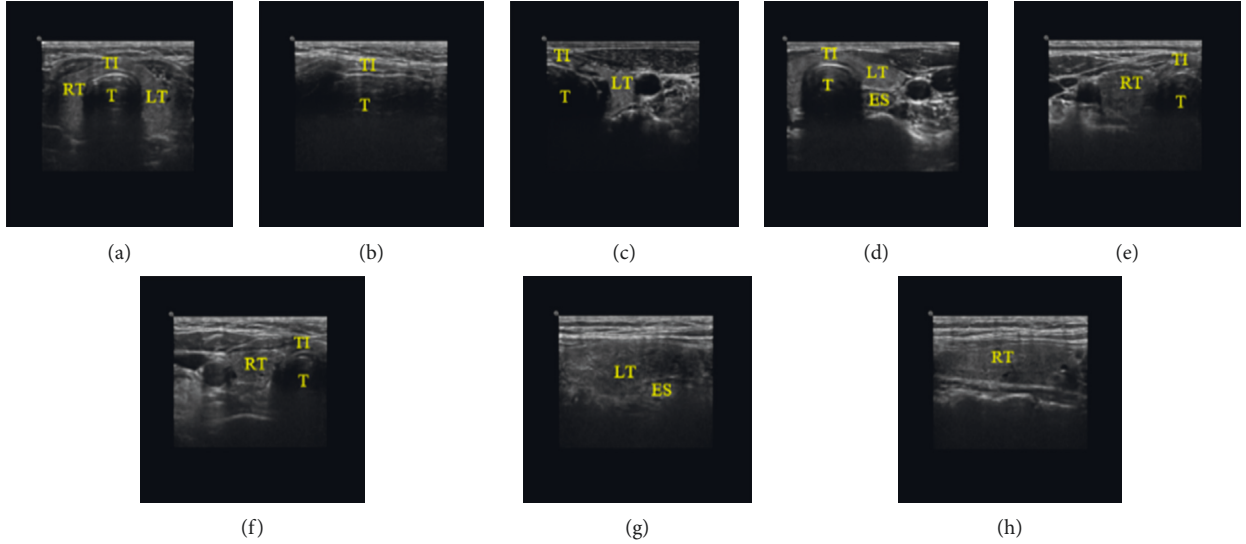 TI
RT T LT
(a)
TI
T
(b)
TI
LT
T
(c)
TI
LT
T
ES
(d)
TI
RT
T
(e)
TI
RT
T
(f)
LT
ES
(g)
RT
(h)